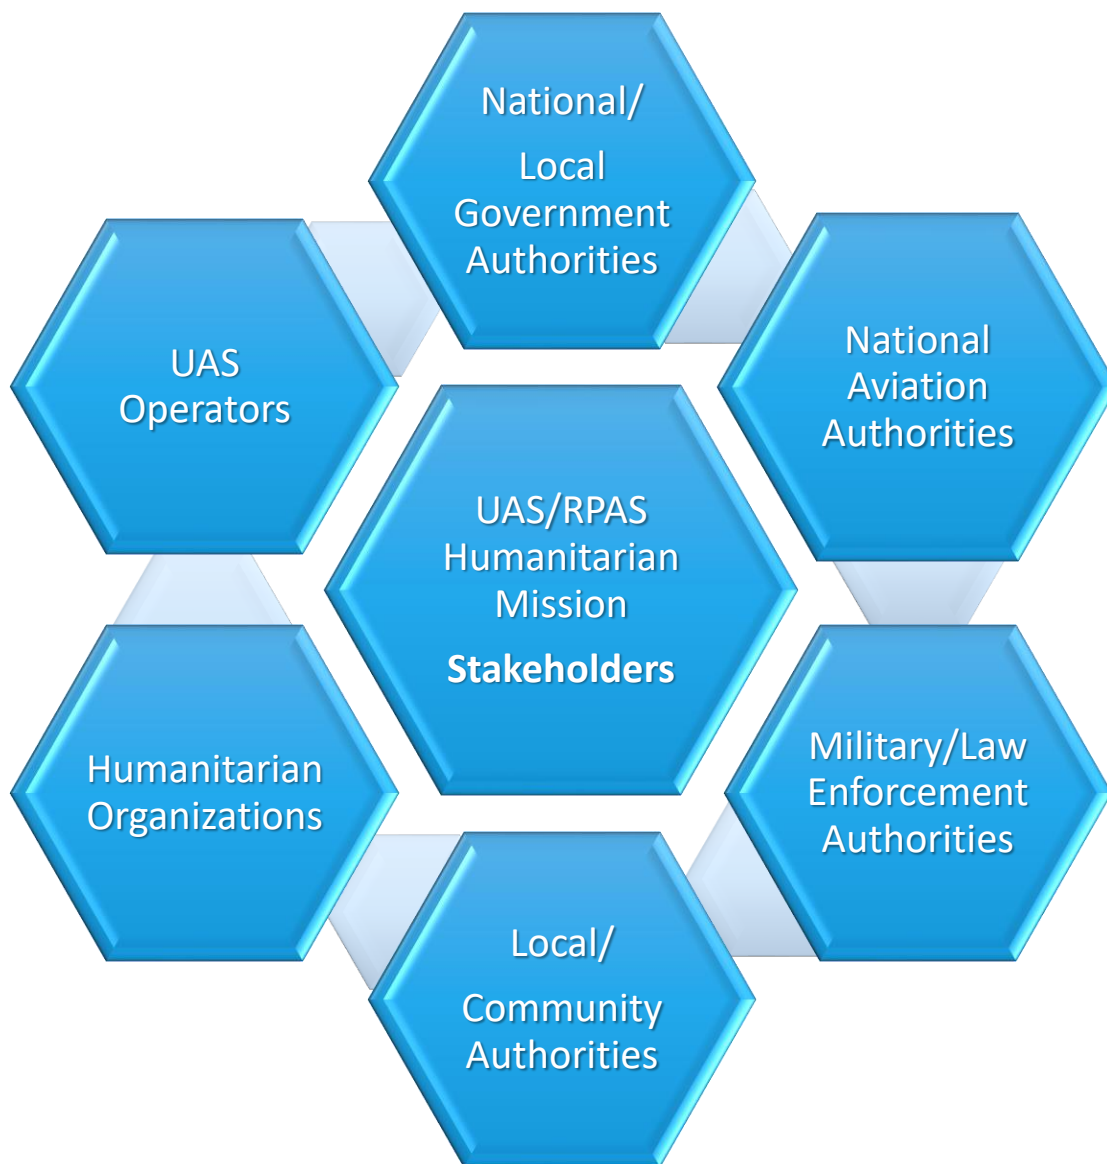 National/
Local
Government
Authorities
National
Aviation
Authorities
UAS
Operators
UAS/RPAS
Humanitarian
Mission
Stakeholders
Military/Law
Enforcement
Authorities
Humanitarian
Organizations
Local/
Community
Authorities